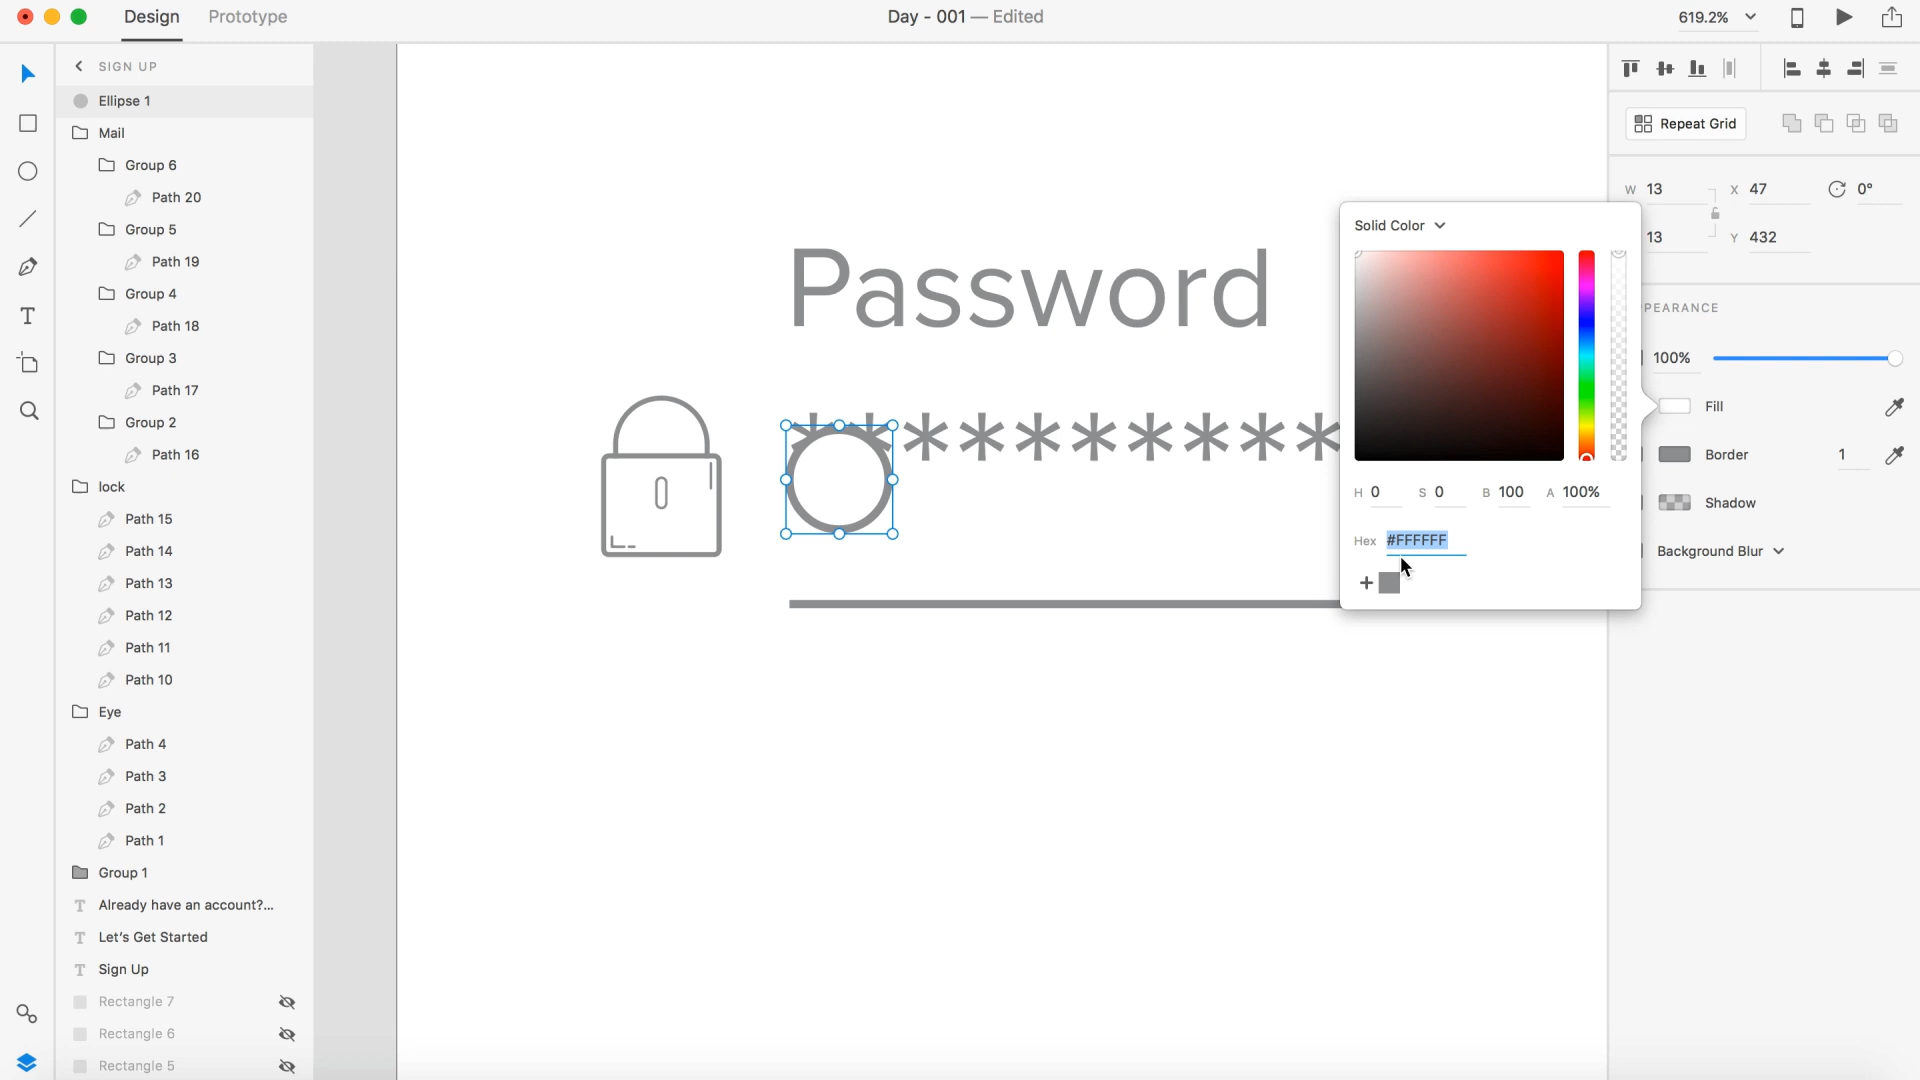 Design Prototype Day - 001 — Edited 619.2%
SIGN UP
Ellipse 1
Mail
Group 6
Path 20
Group 5
Path 19
Group 4
Path 18
Group 3
Path 17
Group 2
Path 16
lock
Path 15
Path 14
Path 13
Path 12
Path 11
Path 10
Eye
Path 4
Path 3
Path 2
Path 1
Group 1
Already have an account?...
Let's Get Started
Sign Up
Rectangle 7
Rectangle 6
Rectangle 5
Password
**********
Solid Color
H 0 S 0 B 100 A 100%
Hex #FFFFFF
Repeat Grid
W 13 X 47 0°
13 Y 432
PEARANCE
100%
Fill
Border 1
Shadow
Background Blur